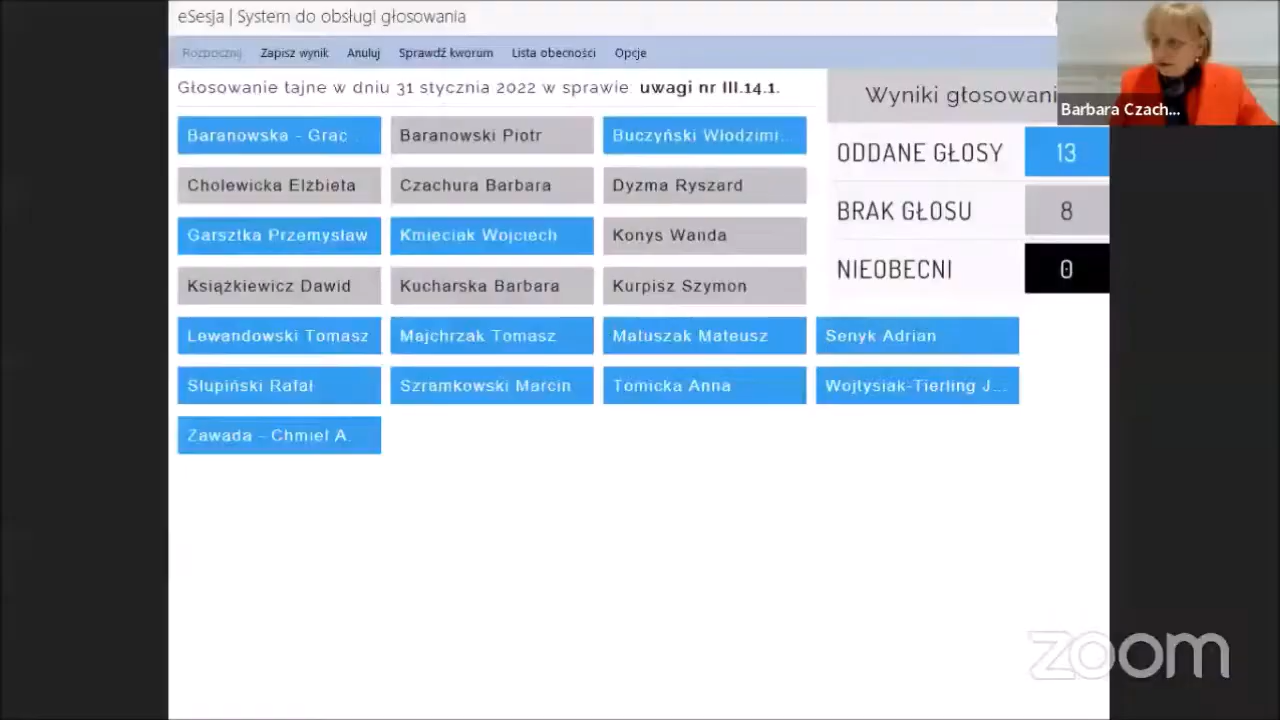 eSesja | System do obsługi głosowania
Rozpocznij Zapisz wynik Anuluj Sprawdź kworum Lista obecności Opcje
Głosowanie tajne w dniu 31 stycznia 2022 w sprawie uwagi nr III.14.1.
Wyniki głosowani
Barbara Czach...
Baranowska - Grac Baranowski Piotr Buczyński Włodzimi...
ODDANE GŁOSY 13
Cholewicka Elżbieta Czachura Barbara Dyzma Ryszard
BRAK GŁOSU 8
Garsztka Przemysław Kmieciak Wojciech Konys Wanda
NIEOBECNI 0
Książkiewicz Dawid Kucharska Barbara Kurpisz Szymon
Lewandowski Tomasz Majchrzak Tomasz Matuszak Mateusz Senyk Adrian
Słupiński Rafał Szramkowski Marcin Tomicka Anna Wojtysiak-Tierling J...
Zawada - Chmiel A.
zoom